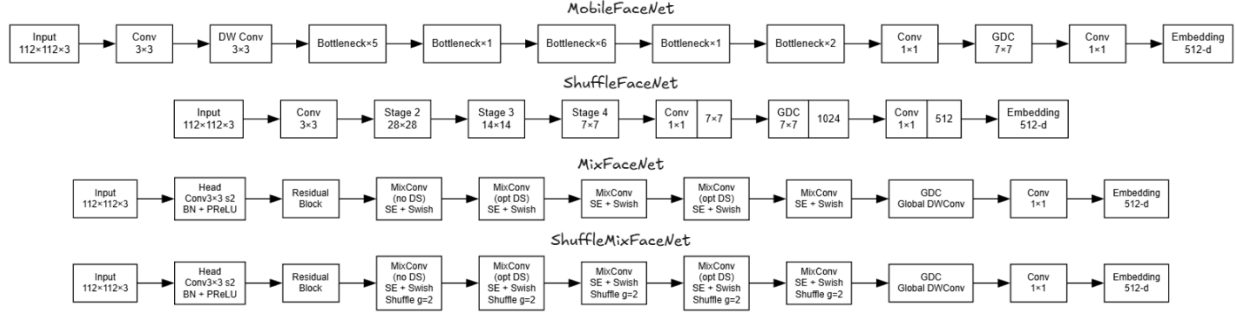 MobileFaceNet
Input
112×112×3
Conv
3×3
DW Conv
3×3
Bottleneck×5
Bottleneck×1
Bottleneck×6
Bottleneck×1
Bottleneck×2
Conv
1×1
GDC
7×7
Conv
1×1
Embedding
512-d
ShuffleFaceNet
Input
112×112×3
Conv
3×3
Stage 2
28×28
Stage 3
14×14
Stage 4
7×7
Conv
1×1
7×7
GDC
7×7
1024
Conv
1×1
512
Embedding
512-d
MixFaceNet
Input
112×112×3
Head
Conv3×3 s2
BN + PReLU
Residual
Block
MixConv
(no DS)
SE + Swish
MixConv
(opt DS)
SE + Swish
MixConv
SE + Swish
MixConv
(opt DS)
SE + Swish
MixConv
SE + Swish
GDC
Global DWConv
Conv
1×1
Embedding
512-d
ShuffleMixFaceNet
Input
112×112×3
Head
Conv3×3 s2
BN + PReLU
Residual
Block
MixConv
(no DS)
SE + Swish
Shuffle g=2
MixConv
(opt DS)
SE + Swish
Shuffle g=2
MixConv
SE + Swish
Shuffle g=2
MixConv
(opt DS)
SE + Swish
Shuffle g=2
MixConv
SE + Swish
Shuffle g=2
GDC
Global DWConv
Conv
1×1
Embedding
512-d